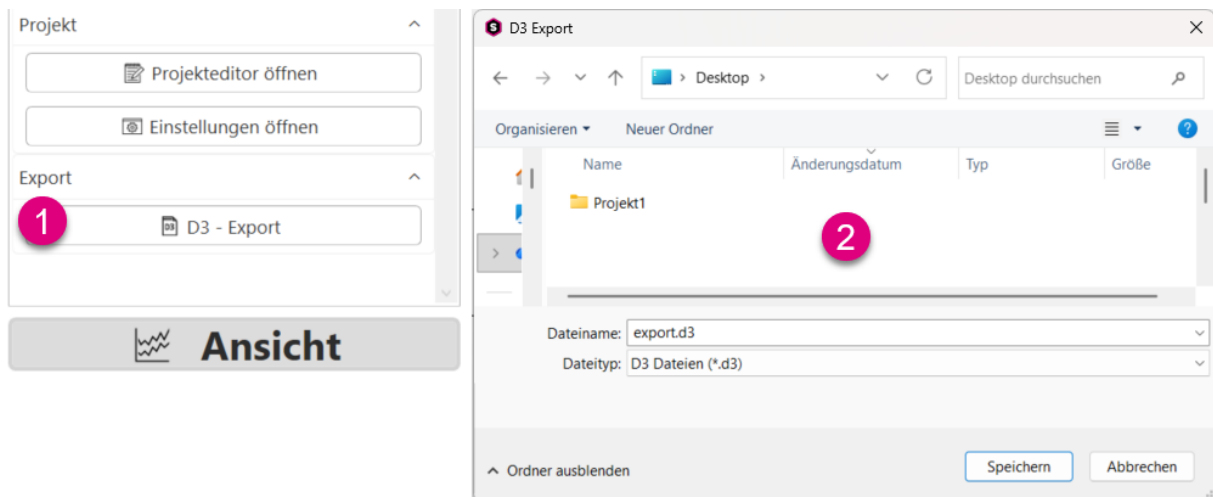 Projekt
Projekteditor öffnen
Einstellungen öffnen
Export
1
D3
D3 - Export
Ansicht
S D3 Export
Desktop
Desktop durchsuchen
Organisieren
Neuer Ordner
?
Name Änderungsdatum Typ Größe
Projekt1
2
Dateiname: export.d3
Dateityp: D3 Dateien (*.d3)
Ordner ausblenden
Speichern
Abbrechen